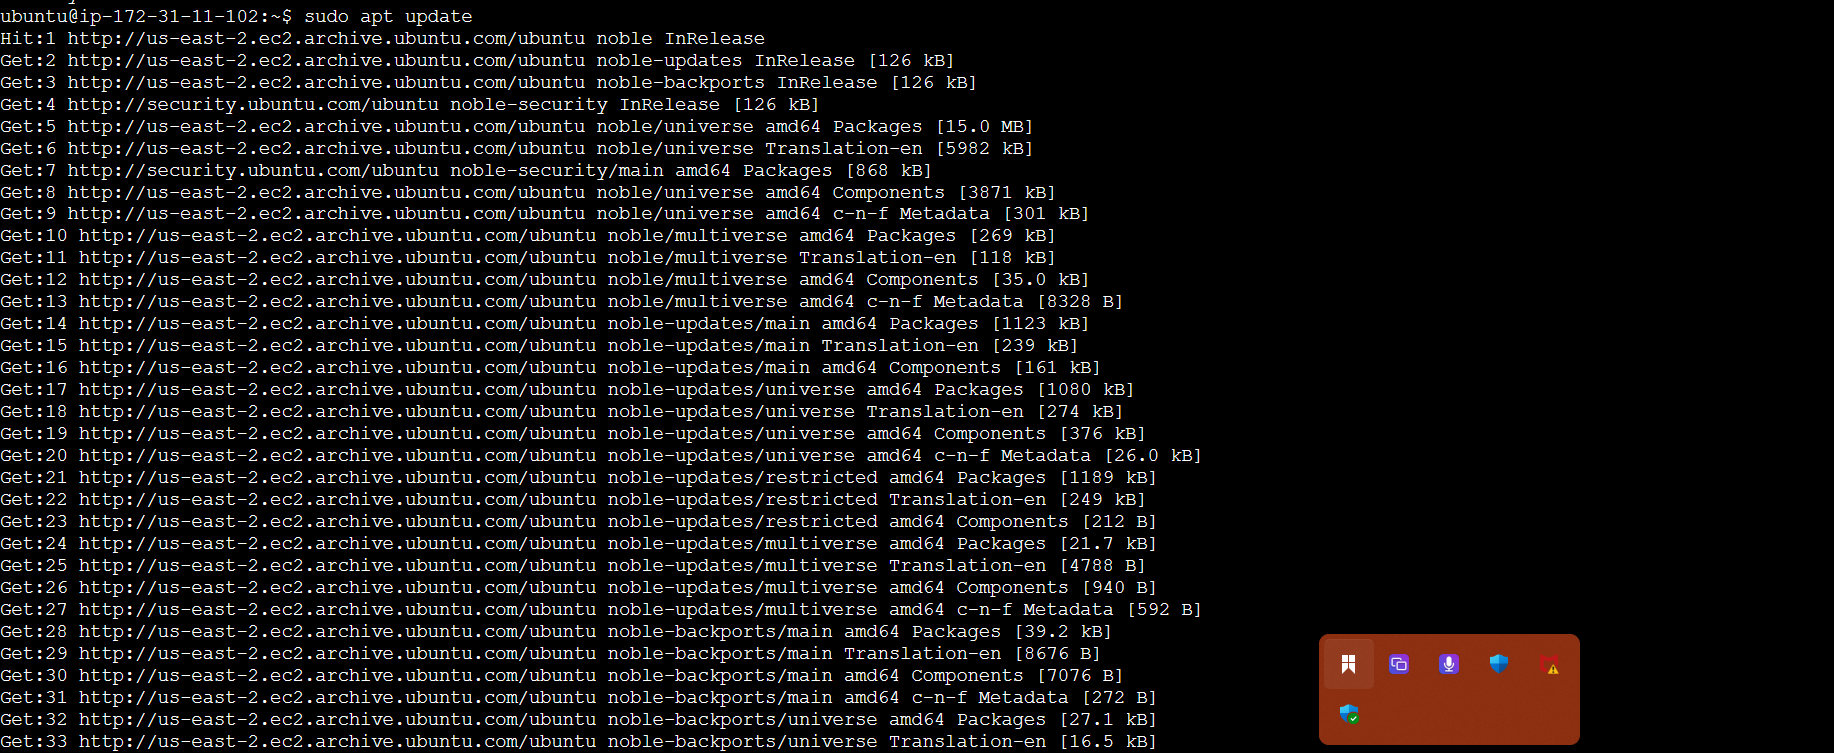 ubuntu@ip-172-31-11-102:~$ sudo apt update
Hit:1 http://us-east-2.ec2.archive.ubuntu.com/ubuntu noble InRelease
Get:2 http://us-east-2.ec2.archive.ubuntu.com/ubuntu noble-updates InRelease [126 kB]
Get:3 http://us-east-2.ec2.archive.ubuntu.com/ubuntu noble-backports InRelease [126 kB]
Get:4 http://security.ubuntu.com/ubuntu noble-security InRelease [126 kB]
Get:5 http://us-east-2.ec2.archive.ubuntu.com/ubuntu noble/universe amd64 Packages [15.0 MB]
Get:6 http://us-east-2.ec2.archive.ubuntu.com/ubuntu noble/universe Translation-en [5982 kB]
Get:7 http://security.ubuntu.com/ubuntu noble-security/main amd64 Packages [868 kB]
Get:8 http://us-east-2.ec2.archive.ubuntu.com/ubuntu noble/universe amd64 Components [3871 kB]
Get:9 http://us-east-2.ec2.archive.ubuntu.com/ubuntu noble/universe amd64 c-n-f Metadata [301 kB]
Get:10 http://us-east-2.ec2.archive.ubuntu.com/ubuntu noble/multiverse amd64 Packages [269 kB]
Get:11 http://us-east-2.ec2.archive.ubuntu.com/ubuntu noble/multiverse Translation-en [118 kB]
Get:12 http://us-east-2.ec2.archive.ubuntu.com/ubuntu noble/multiverse amd64 Components [35.0 kB]
Get:13 http://us-east-2.ec2.archive.ubuntu.com/ubuntu noble/multiverse amd64 c-n-f Metadata [8328 B]
Get:14 http://us-east-2.ec2.archive.ubuntu.com/ubuntu noble-updates/main amd64 Packages [1123 kB]
Get:15 http://us-east-2.ec2.archive.ubuntu.com/ubuntu noble-updates/main Translation-en [239 kB]
Get:16 http://us-east-2.ec2.archive.ubuntu.com/ubuntu noble-updates/main amd64 Components [161 kB]
Get:17 http://us-east-2.ec2.archive.ubuntu.com/ubuntu noble-updates/universe amd64 Packages [1080 kB]
Get:18 http://us-east-2.ec2.archive.ubuntu.com/ubuntu noble-updates/universe Translation-en [274 kB]
Get:19 http://us-east-2.ec2.archive.ubuntu.com/ubuntu noble-updates/universe amd64 Components [376 kB]
Get:20 http://us-east-2.ec2.archive.ubuntu.com/ubuntu noble-updates/universe amd64 c-n-f Metadata [26.0 kB]
Get:21 http://us-east-2.ec2.archive.ubuntu.com/ubuntu noble-updates/restricted amd64 Packages [1189 kB]
Get:22 http://us-east-2.ec2.archive.ubuntu.com/ubuntu noble-updates/restricted Translation-en [249 kB]
Get:23 http://us-east-2.ec2.archive.ubuntu.com/ubuntu noble-updates/restricted amd64 Components [212 B]
Get:24 http://us-east-2.ec2.archive.ubuntu.com/ubuntu noble-updates/multiverse amd64 Packages [21.7 kB]
Get:25 http://us-east-2.ec2.archive.ubuntu.com/ubuntu noble-updates/multiverse Translation-en [4788 B]
Get:26 http://us-east-2.ec2.archive.ubuntu.com/ubuntu noble-updates/multiverse amd64 Components [940 B]
Get:27 http://us-east-2.ec2.archive.ubuntu.com/ubuntu noble-updates/multiverse amd64 c-n-f Metadata [592 B]
Get:28 http://us-east-2.ec2.archive.ubuntu.com/ubuntu noble-backports/main amd64 Packages [39.2 kB]
Get:29 http://us-east-2.ec2.archive.ubuntu.com/ubuntu noble-backports/main Translation-en [8676 B]
Get:30 http://us-east-2.ec2.archive.ubuntu.com/ubuntu noble-backports/main amd64 Components [7076 B]
Get:31 http://us-east-2.ec2.archive.ubuntu.com/ubuntu noble-backports/main amd64 c-n-f Metadata [272 B]
Get:32 http://us-east-2.ec2.archive.ubuntu.com/ubuntu noble-backports/universe amd64 Packages [27.1 kB]
Get:33 http://us-east-2.ec2.archive.ubuntu.com/ubuntu noble-backports/universe Translation-en [16.5 kB]